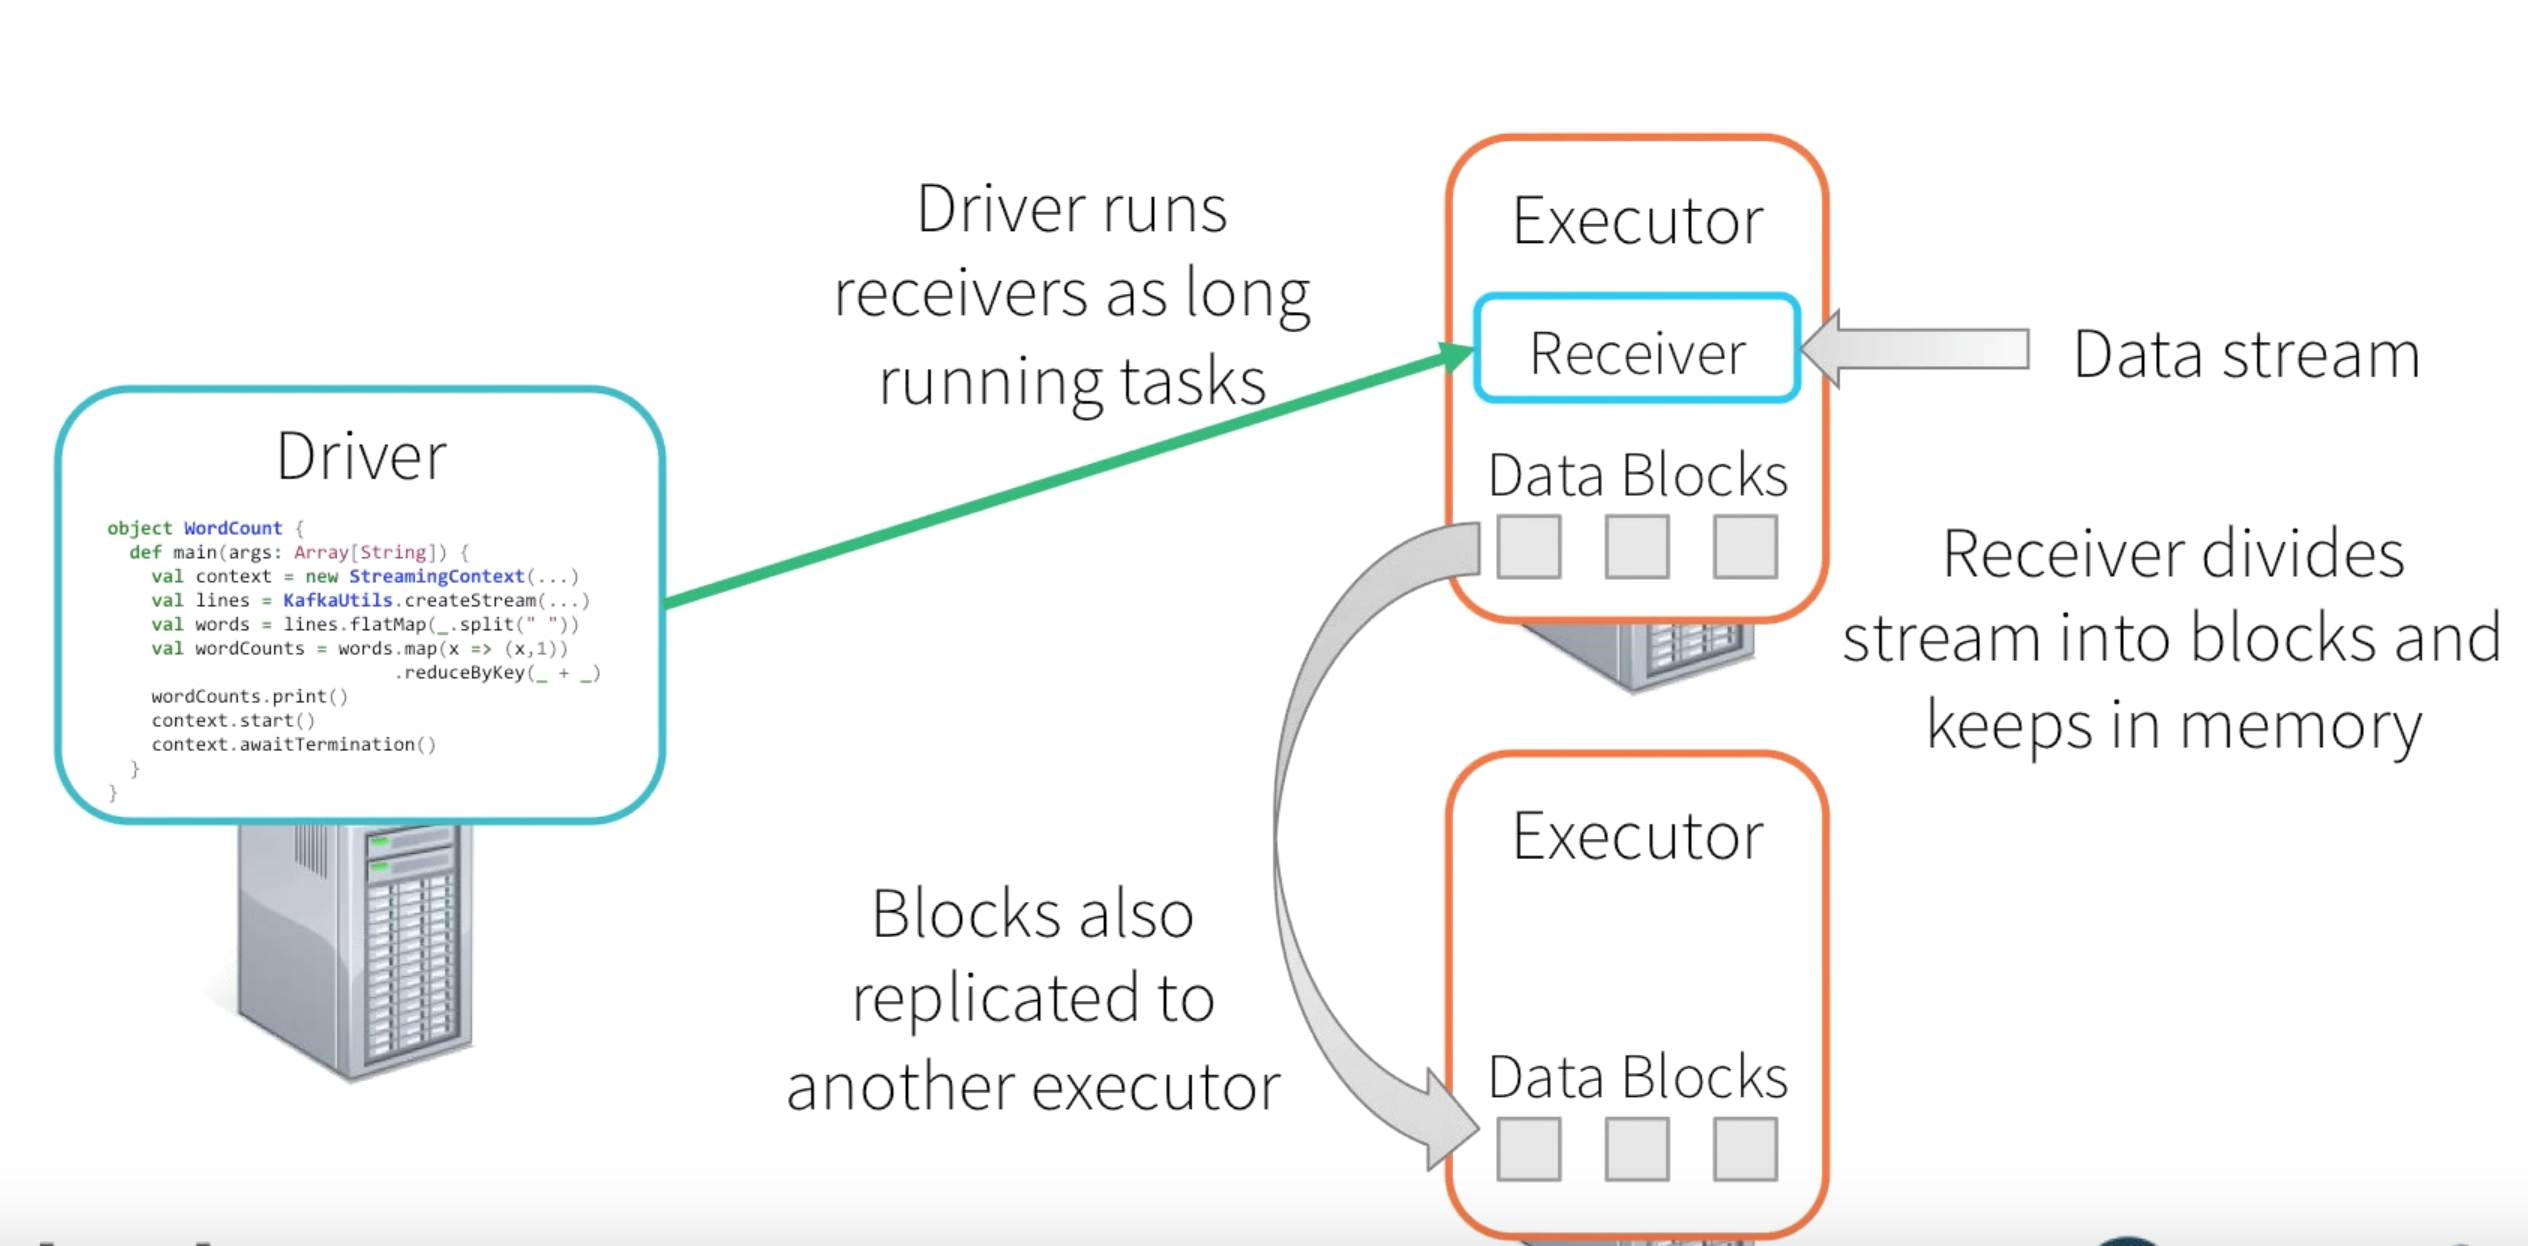 Driver runs
receivers as long
running tasks
Executor
Receiver
Data stream
Data Blocks
Receiver divides
stream into blocks and
keeps in memory
Driver
object WordCount {
def main(args: Array[String]) {
val context = new StreamingContext(...)
val lines = KafkaUtils.createStream(...)
val words = lines.flatMap(_.split(" "))
val wordCounts = words.map(x => (x,1))
.reduceByKey(_ + _)
wordCounts.print()
context.start()
context.awaitTermination()
}
}
Blocks also
replicated to
another executor
Executor
Data Blocks